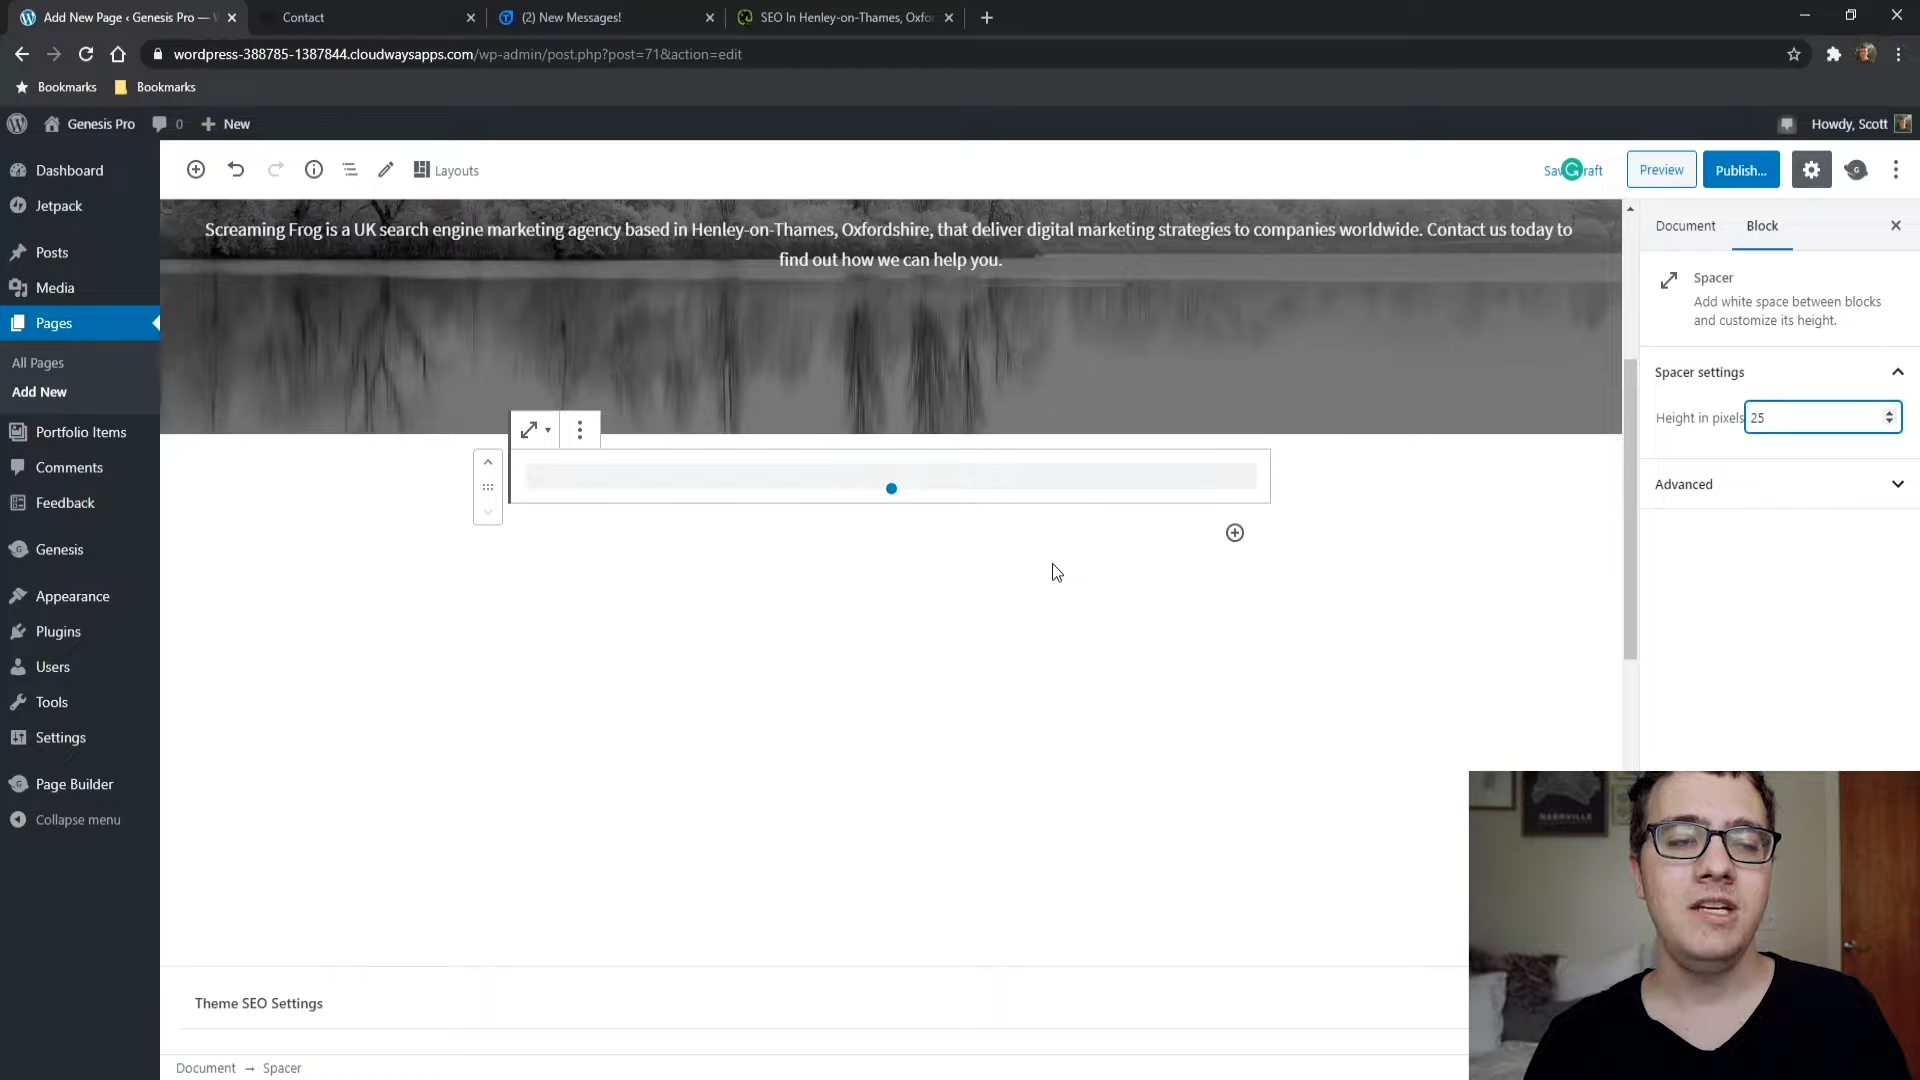 Add New Page ‹ Genesis Pro —
Contact
(2) New Messages!
SEO In Henley-on-Thames, Oxfo
wordpress-388785-1387844.cloudwaysapps.com/wp-admin/post.php?post=71&action=edit
Bookmarks
Bookmarks
Genesis Pro
0
New
Howdy, Scott
Dashboard
Jetpack
Posts
Media
Pages
All Pages
Add New
Portfolio Items
Comments
Feedback
Genesis
Appearance
Plugins
Users
Tools
Settings
Page Builder
Collapse menu
Layouts
Preview
Publish...
Screaming Frog is a UK search engine marketing agency based in Henley-on-Thames, Oxfordshire, that deliver digital marketing strategies to companies worldwide. Contact us today to
find out how we can help you.
Document
Block
Spacer
Add white space between blocks
and customize its height.
Spacer settings
Height in pixels
25
Advanced
Theme SEO Settings
Document → Spacer
NASHVILLE